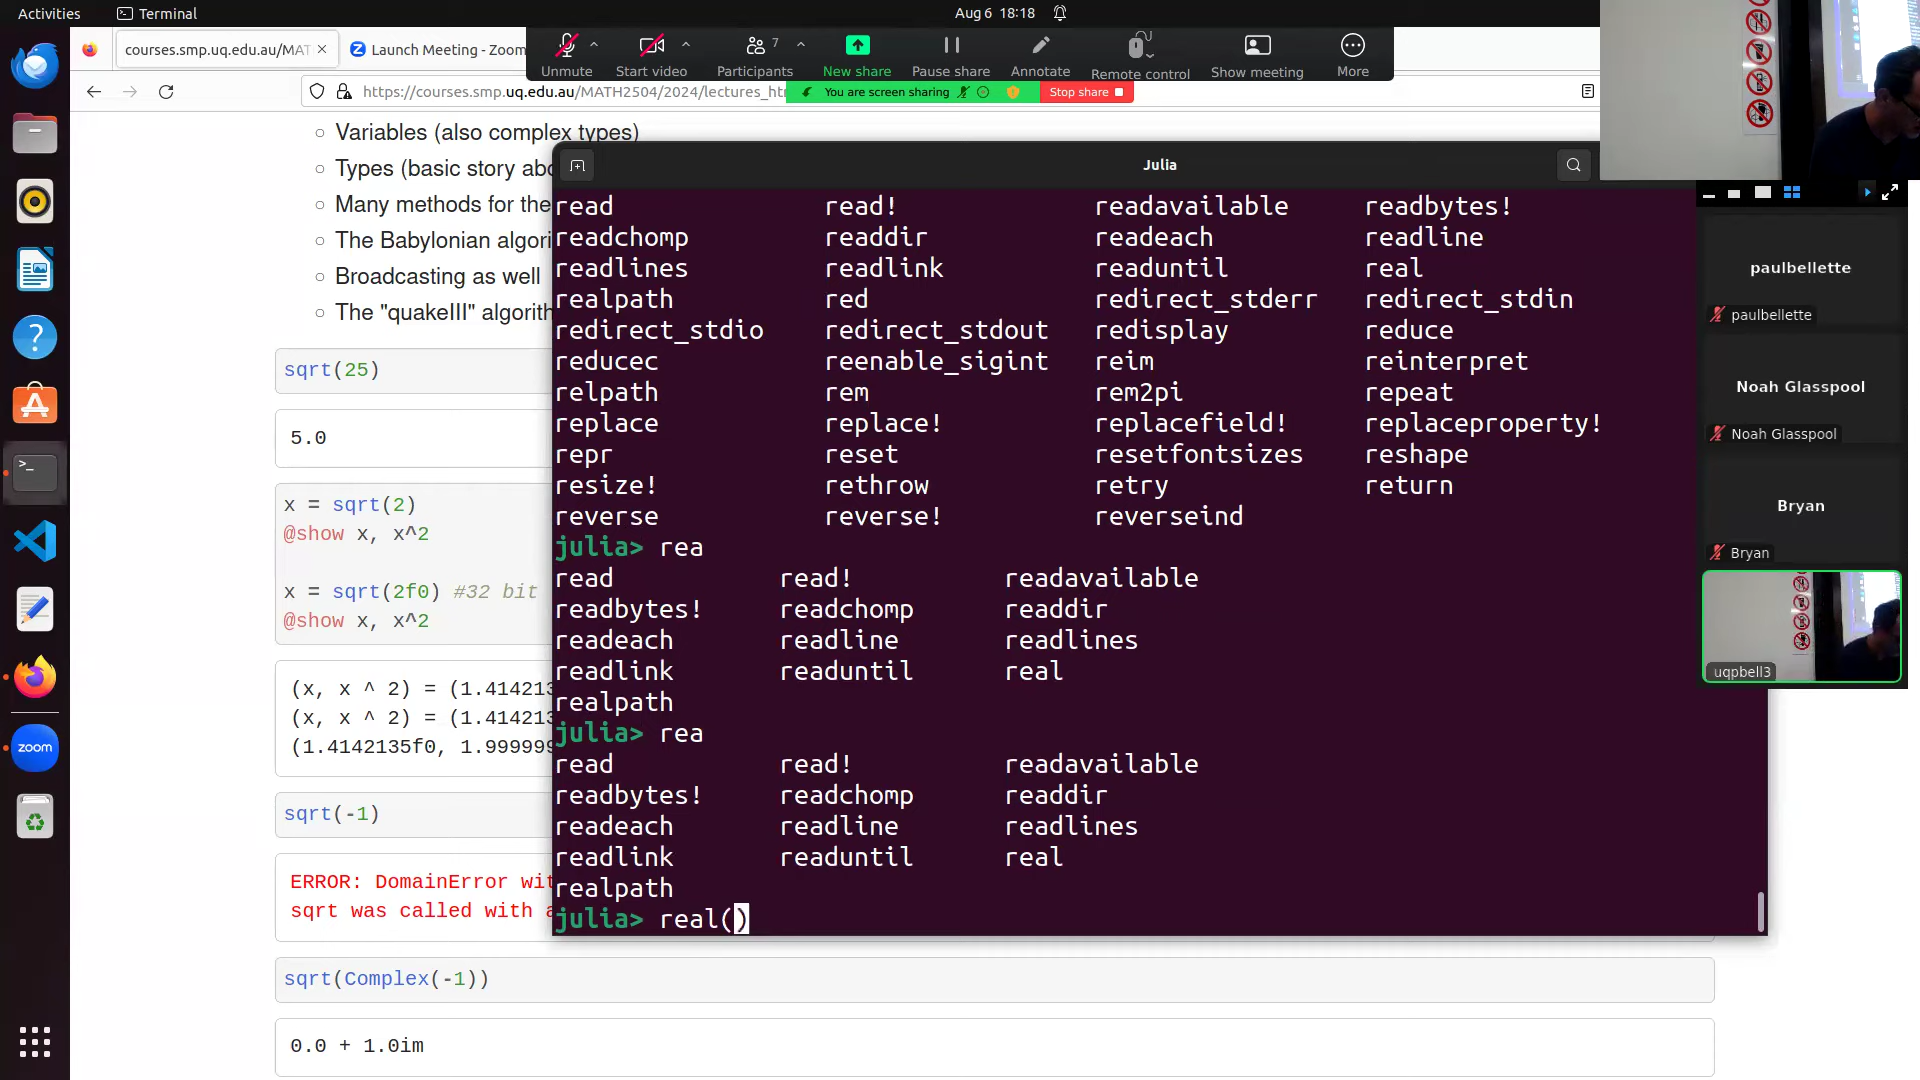 Activities
Terminal
Aug 6 18:18
courses.smp.uq.edu.au/MAT
Launch Meeting - Zoom
Unmute
Start video
7
Participants
New share
Pause share
Annotate
Remote control
Show meeting
More
https://courses.smp.uq.edu.au/MATH2504/2024/lectures_ht
You are screen sharing
Stop share
Variables (also complex types)
Types (basic story abo
Many methods for the
The Babylonian algori
Broadcasting as well
The "quakeIII" algorith
sqrt(25)
5.0
x = sqrt(2)
@show x, x^2
x = sqrt(2f0) #32 bit
@show x, x^2
(x, x ^ 2) = (1.414213
(x, x ^ 2) = (1.414213
(1.4142135f0, 1.999999
sqrt(-1)
ERROR: DomainError wit
sqrt was called with a
sqrt(Complex(-1))
0.0 + 1.0im
Julia
read read! readavailable readbytes!
readchomp readdir readeach readline
readlines readlink readuntil real
realpath red redirect_stderr redirect_stdin
redirect_stdio redirect_stdout redisplay reduce
reducec reenable_sigint reim reinterpret
relpath rem rem2pi repeat
replace replace! replacefield! replaceproperty!
repr reset resetfontsizes reshape
resize! rethrow retry return
reverse reverse! reverseind
julia> rea
read read! readavailable
readbytes! readchomp readdir
readeach readline readlines
readlink readuntil real
realpath
julia> rea
read read! readavailable
readbytes! readchomp readdir
readeach readline readlines
readlink readuntil real
realpath
julia> real()
paulbellette
paulbellette
Noah Glasspool
Noah Glasspool
Bryan
Bryan
uqpbell3
zoom